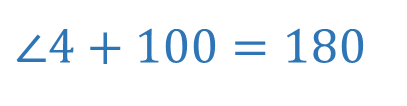 ∠4 + 100 = 180